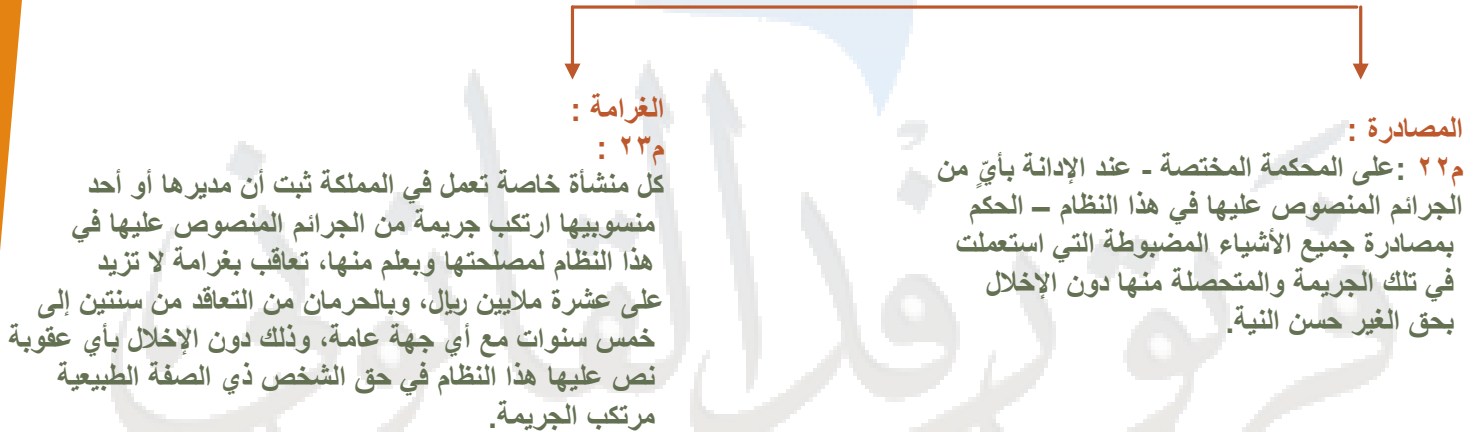 المصادرة :
م٢٢ :على المحكمة المختصة - عند الإدانة بأيٍ من
الجرائم المنصوص عليها في هذا النظام – الحكم
بمصادرة جميع الأشياء المضبوطة التي استعملت
في تلك الجريمة والمتحصلة منها دون الإخلال
بحق الغير حسن النية.
الغرامة :
م٢٣ :
كل منشأة خاصة تعمل في المملكة ثبت أن مديرها أو أحد
منسوبيها ارتكب جريمة من الجرائم المنصوص عليها في
هذا النظام لمصلحتها وبعلم منها، تعاقب بغرامة لا تزيد
على عشرة ملايين ريال، وبالحرمان من التعاقد من سنتين إلى
خمس سنوات مع أي جهة عامة، وذلك دون الإخلال بأي عقوبة
نص عليها هذا النظام في حق الشخص ذي الصفة الطبيعية
مرتكب الجريمة.